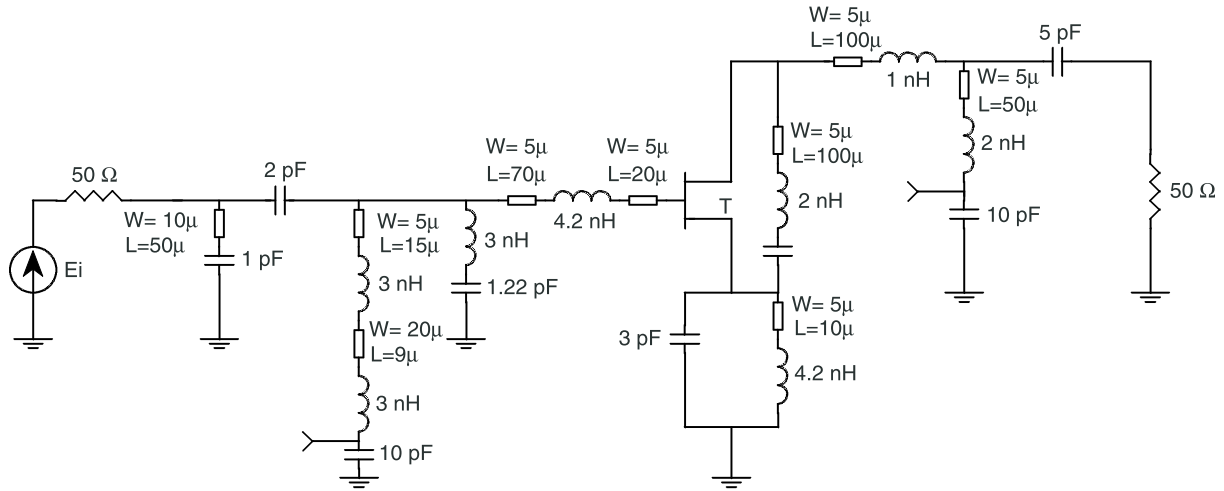 W= 5µ
L=100µ
5 pF
1 nH
W= 5µ
L=50µ
2 nH
10 pF
50 Ω
W= 5µ
L=100µ
2 nH
W= 5µ
L=70µ
4.2 nH
W= 5µ
L=20µ
T
50 Ω
2 pF
W= 10µ
L=50µ
1 pF
Ei
W= 5µ
L=15µ
3 nH
3 nH
1.22 pF
W= 20µ
L=9µ
3 nH
10 pF
3 pF
W= 5µ
L=10µ
4.2 nH